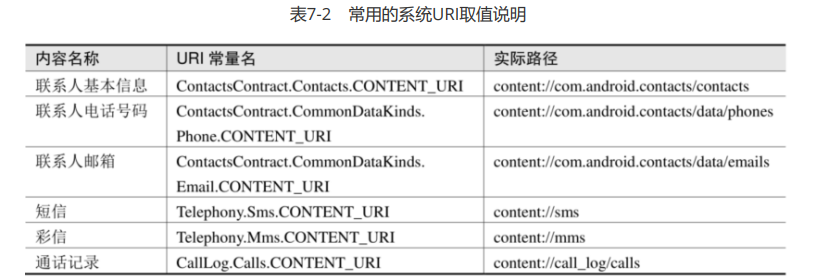 表7-2 常用的系统URI取值说明
内容名称 URI 常量名 实际路径
联系人基本信息 ContactsContract.Contacts.CONTENT_URI content://com.android.contacts/contacts
联系人电话号码 ContactsContract.CommonDataKinds. content://com.android.contacts/data/phones
Phone.CONTENT_URI
联系人邮箱 ContactsContract.CommonDataKinds. content://com.android.contacts/data/emails
Email.CONTENT_URI
短信 Telephony.Sms.CONTENT_URI content://sms
彩信 Telephony.Mms.CONTENT_URI content://mms
通话记录 CallLog.Calls.CONTENT_URI content://call_log/calls